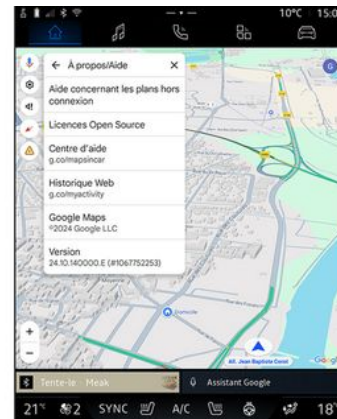 10°C 15:0
← À propos/Aide ×
Aide concernant les plans hors
connexion
Licences Open Source
Centre d'aide
g.co/mapsincar
Historique Web
g.co/myactivity
Google Maps
©2024 Google LLC
Version
24.10.140000.E (#1067752253)
G
+
−
All. Jean Baptiste Corot
Google
Tente-le Meak
Assistant Google
21°c 2 SYNC A/C 18°